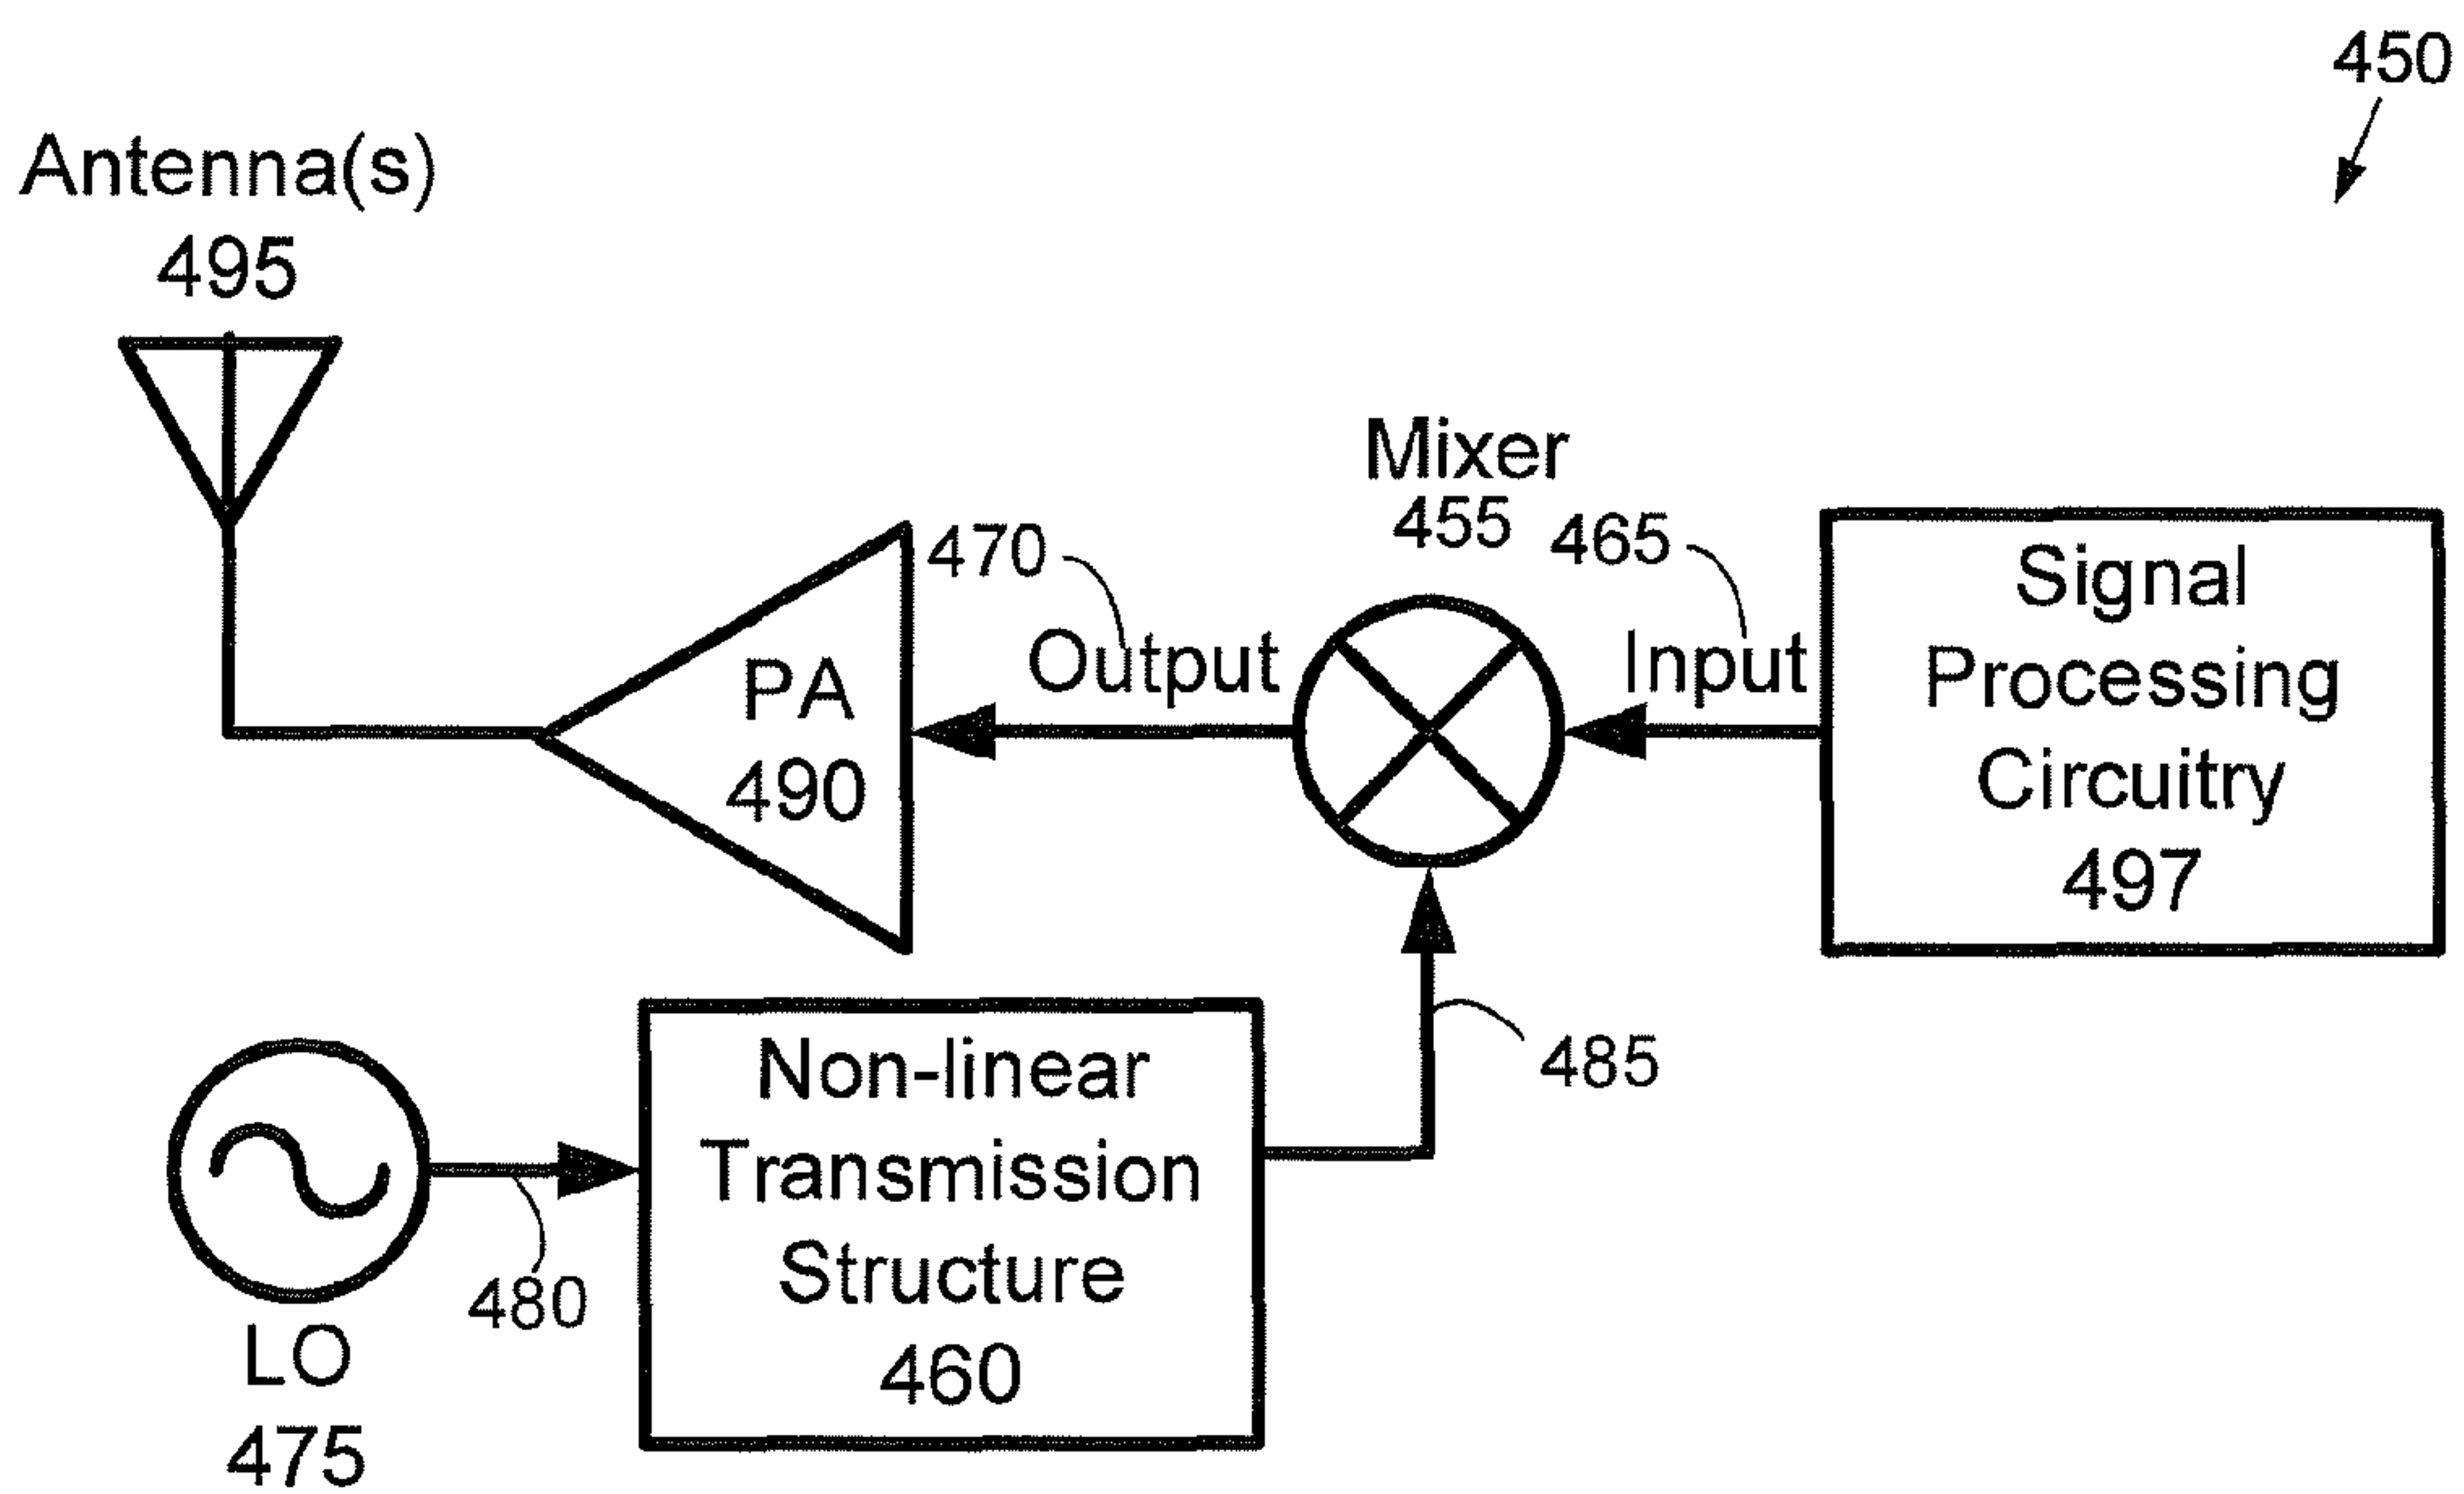 450
Antenna(s)
495
Mixer
455
470
465
Output
Input
PA
490
Signal
Processing
Circuitry
497
Non-linear
Transmission
Structure
460
485
480
LO
475